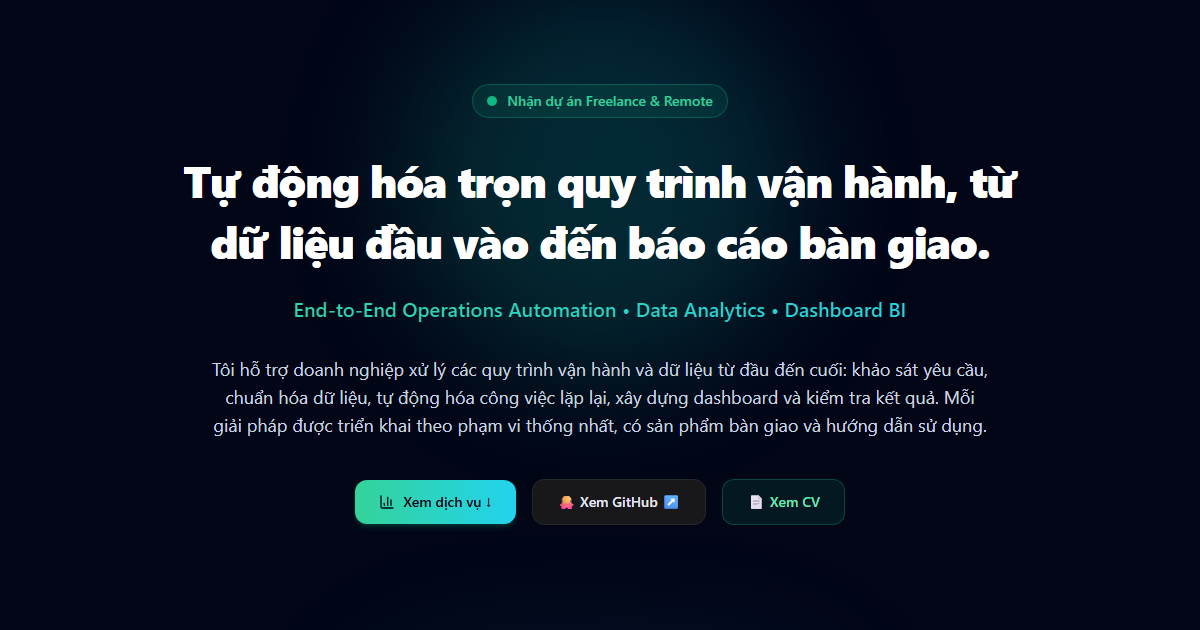 Nhận dự án Freelance & Remote
Tự động hóa trọn quy trình vận hành, từ
dữ liệu đầu vào đến báo cáo bàn giao.
End-to-End Operations Automation • Data Analytics • Dashboard BI
Tôi hỗ trợ doanh nghiệp xử lý các quy trình vận hành và dữ liệu từ đầu đến cuối: khảo sát yêu cầu,
chuẩn hóa dữ liệu, tự động hóa công việc lặp lại, xây dựng dashboard và kiểm tra kết quả. Mỗi
giải pháp được triển khai theo phạm vi thống nhất, có sản phẩm bàn giao và hướng dẫn sử dụng.
Xem dịch vụ ↓
Xem GitHub ↗
Xem CV